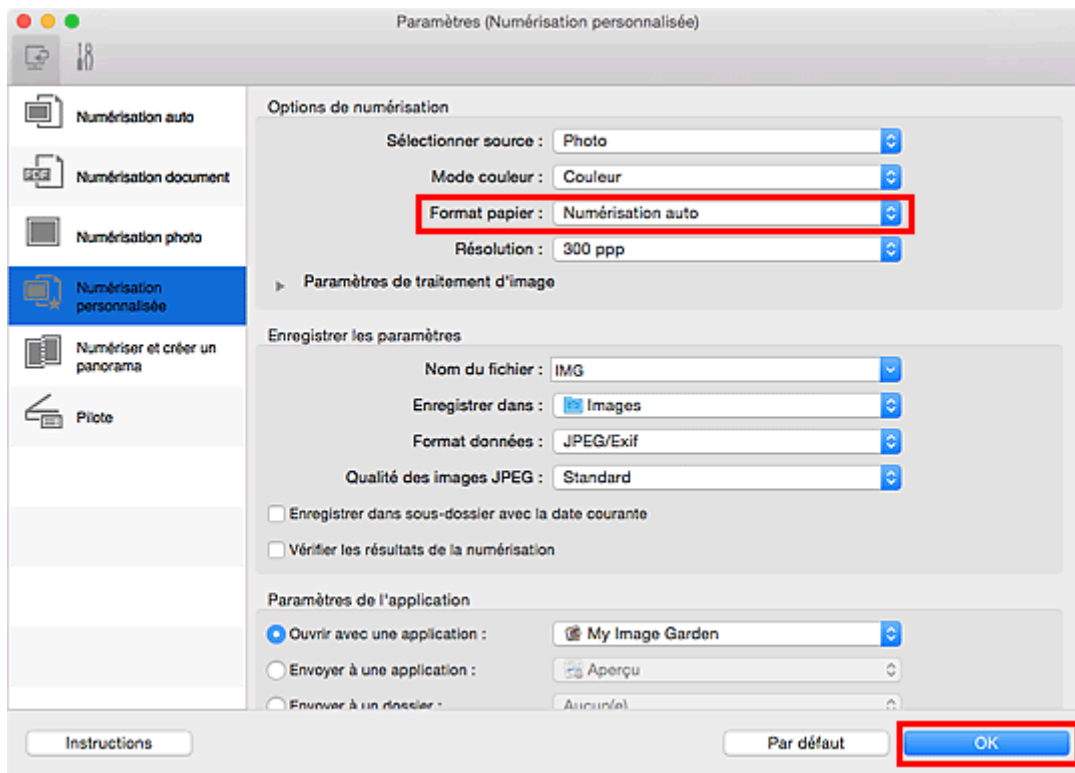 Paramètres (Numérisation personnalisée)
Numérisation auto
Numérisation document
Numérisation photo
Numérisation
personnalisée
Numériser et créer un
panorama
Pilote
Options de numérisation
Sélectionner source : Photo
Mode couleur : Couleur
Format papier : Numérisation auto
Résolution : 300 ppp
Paramètres de traitement d'image
Enregistrer les paramètres
Nom du fichier : IMG
Enregistrer dans : Images
Format données : JPEG/Exif
Qualité des images JPEG : Standard
Enregistrer dans sous-dossier avec la date courante
Vérifier les résultats de la numérisation
Paramètres de l'application
Ouvrir avec une application : My Image Garden
Envoyer à une application : Aperçu
Envoyer à un dossier : Aucun(e)
Instructions
Par défaut
OK